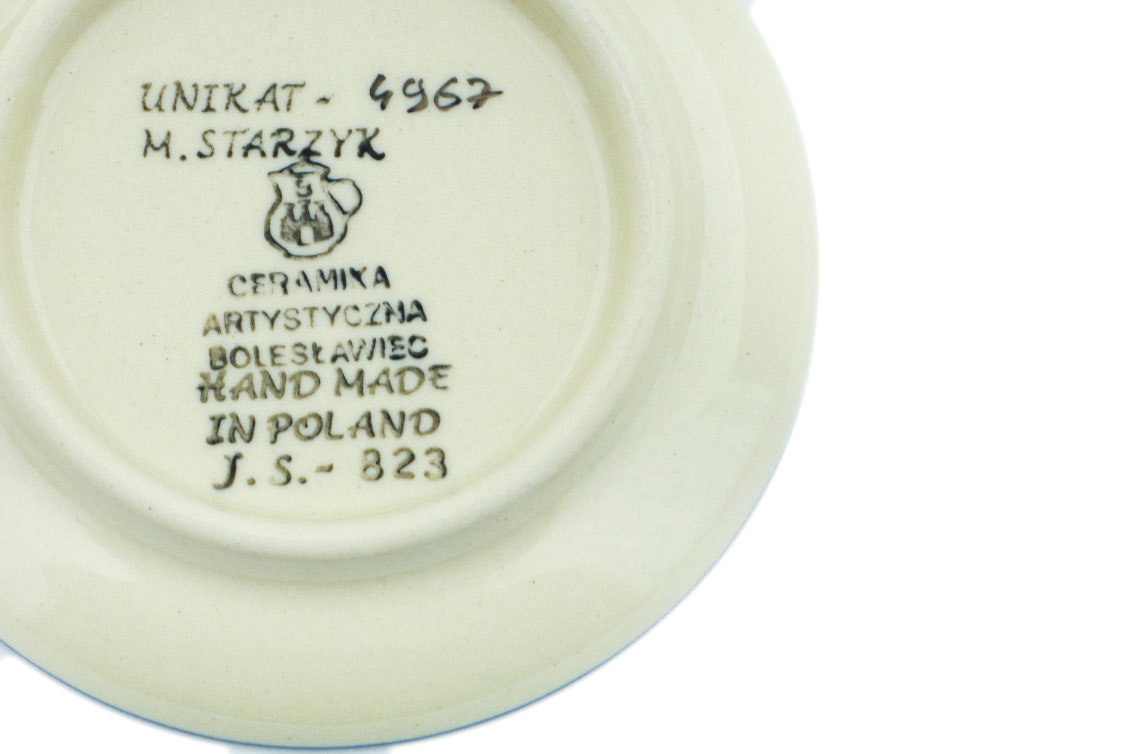 UNIKAT - 4967
M. STARZYK
CERAMIKA
ARTYSTYCZNA
BOLESŁAWIEC
HAND MADE
IN POLAND
J. S. - 823